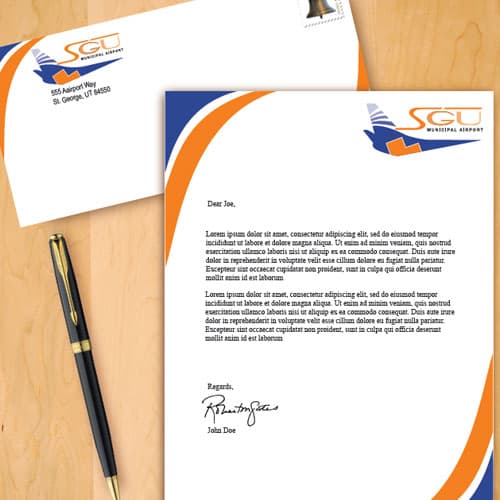 SGU
MUNICIPAL AIRPORT
555 Aairport Way
St. George, UT 84550
SGU
MUNICIPAL AIRPORT
Dear Joe,
Lorem ipsum dolor sit amet, consectetur adipiscing elit, sed do eiusmod tempor
incididunt ut labore et dolore magna aliqua. Ut enim ad minim veniam, quis nostrud
exercitation ullamco laboris nisi ut aliquip ex ea commodo consequat. Duis aute irure
dolor in reprehenderit in voluptate velit esse cillum dolore eu fugiat nulla pariatur.
Excepteur sint occaecat cupidatat non proident, sunt in culpa qui officia deserunt
mollit anim id est laborum
Lorem ipsum dolor sit amet, consectetur adipiscing elit, sed do eiusmod tempor
incididunt ut labore et dolore magna aliqua. Ut enim ad minim veniam, quis nostrud
exercitation ullamco laboris nisi ut aliquip ex ea commodo consequat. Duis aute irure
dolor in reprehenderit in voluptate velit esse cillum dolore eu fugiat nulla pariatur.
Excepteur sint occaecat cupidatat non proident, sunt in culpa qui officia deserunt
mollit anim id est laborum
Regards,
John Doe